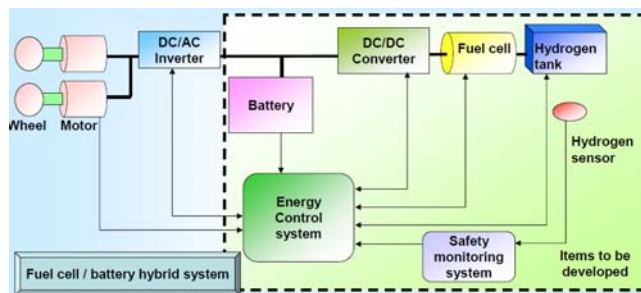 DC/AC
Inverter
DC/DC
Converter
Fuel cell
Hydrogen
tank
Wheel
Motor
Battery
Hydrogen
sensor
Energy
Control
system
Safety
monitoring
system
Items to be
developed
Fuel cell / battery hybrid system